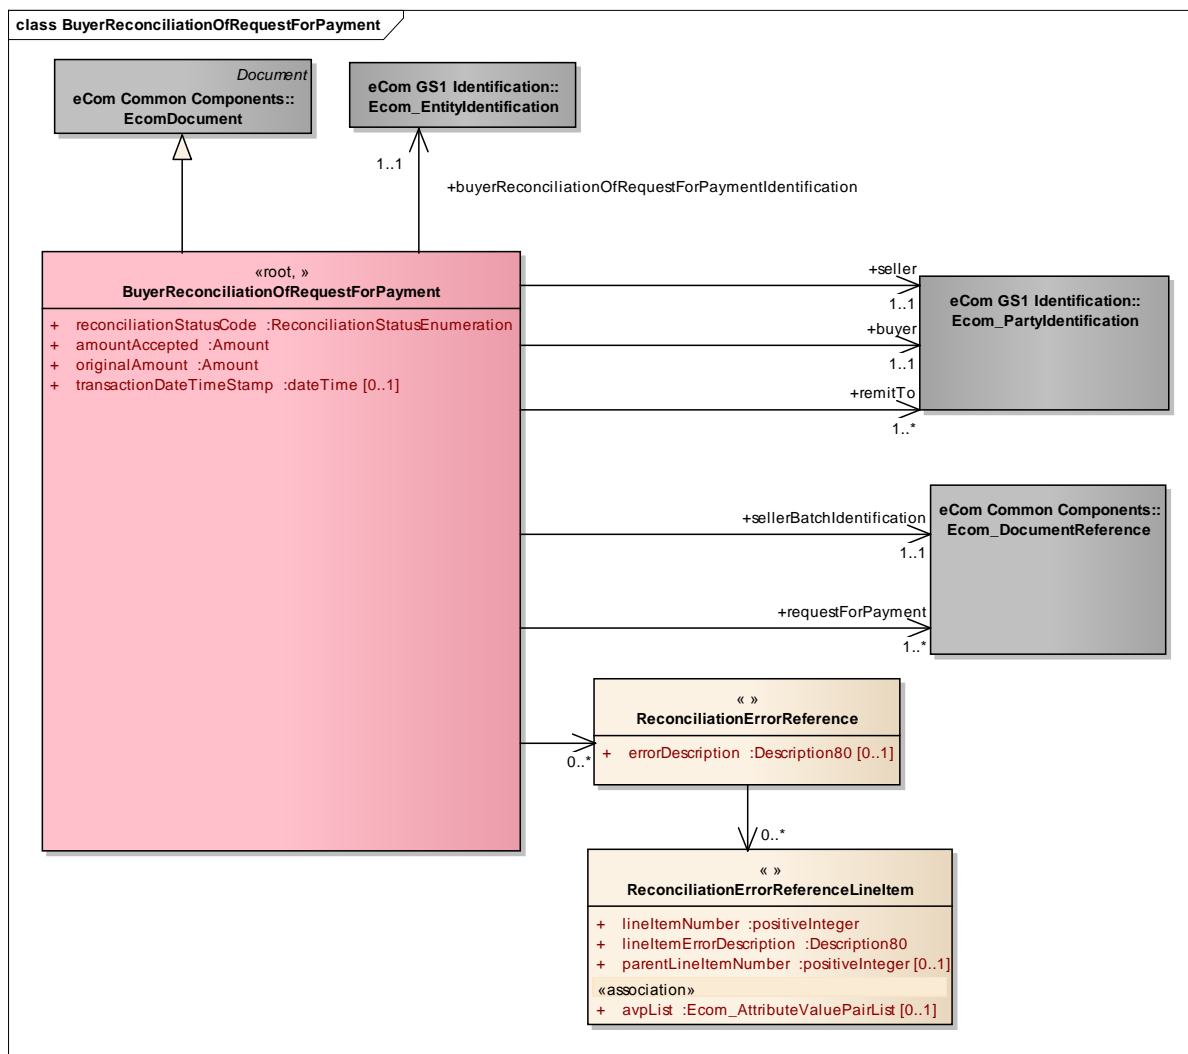 class BuyerReconciliationOfRequestForPayment
Document
eCom Common Components::
EcomDocument
eCom GS1 Identification::
Ecom_EntityIdentification
1..1
+buyerReconciliationOfRequestForPaymentIdentification
«root, »
BuyerReconciliationOfRequestForPayment
+ reconciliationStatusCode :ReconciliationStatusEnumeration
+ amountAccepted :Amount
+ originalAmount :Amount
+ transactionDateTimeStamp :dateTime [0..1]
+seller
1..1
+buyer
1..1
+remitTo
1..*
eCom GS1 Identification::
Ecom_PartyIdentification
+sellerBatchIdentification
1..1
+requestForPayment
1..*
eCom Common Components::
Ecom_DocumentReference
0..*
« »
ReconciliationErrorReference
+ errorDescription :Description80 [0..1]
0..*
« »
ReconciliationErrorReferenceLineItem
+ lineItemNumber :positiveInteger
+ lineItemErrorDescription :Description80
+ parentLineItemNumber :positiveInteger [0..1]
«association»
+ avpList :Ecom_AttributeValuePairList [0..1]